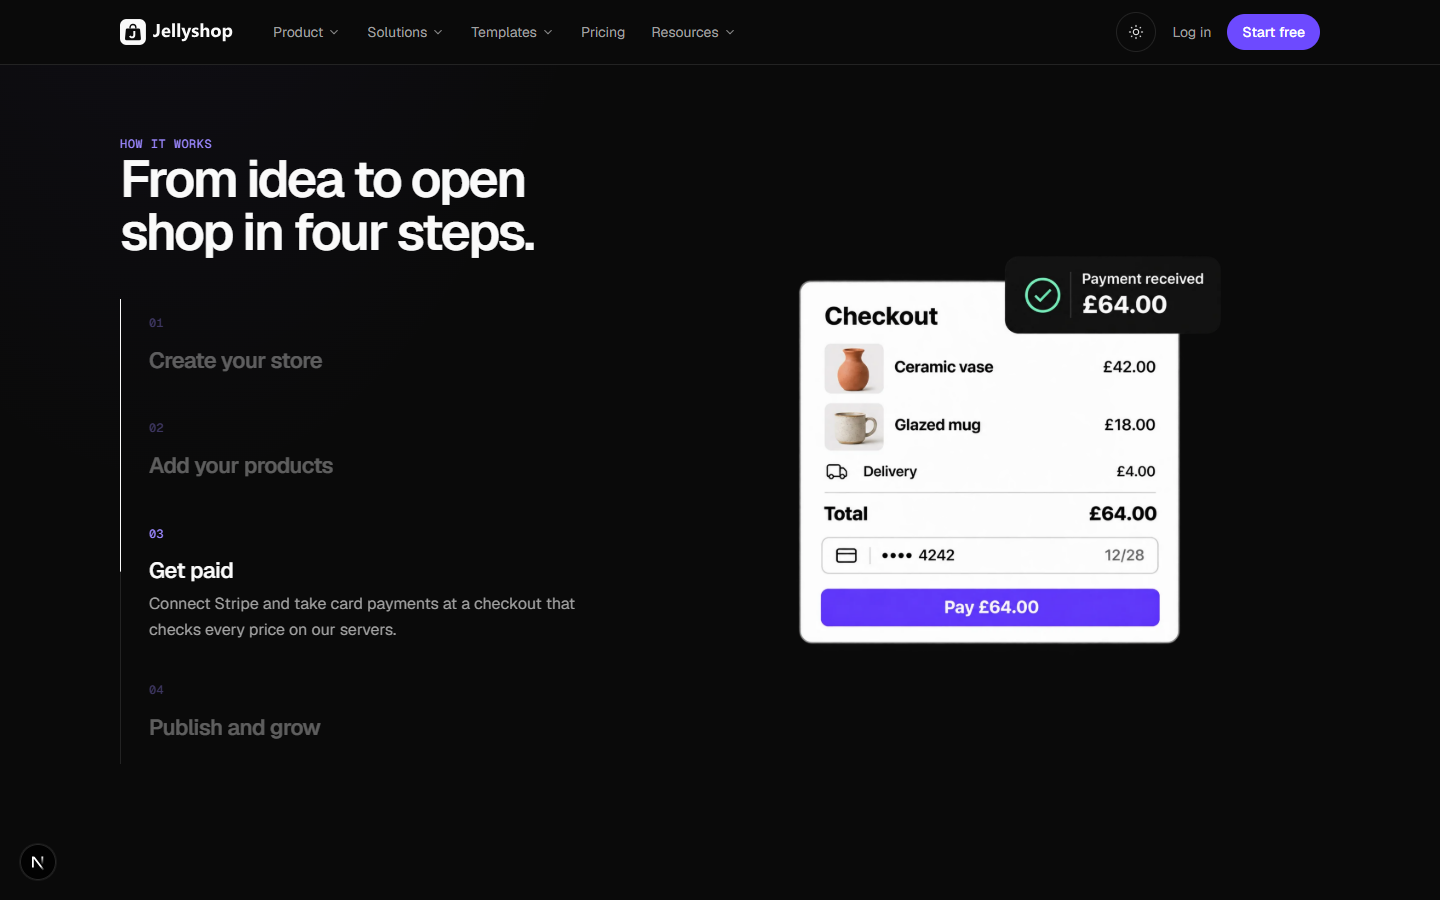 Jellyshop
Product
Solutions
Templates
Pricing
Resources
Log in
Start free
HOW IT WORKS
From idea to open
shop in four steps.
01
Create your store
02
Add your products
03
Get paid
Connect Stripe and take card payments at a checkout that
checks every price on our servers.
04
Publish and grow
Payment received
£64.00
Checkout
Ceramic vase £42.00
Glazed mug £18.00
Delivery £4.00
Total £64.00
•••• 4242 12/28
Pay £64.00
N